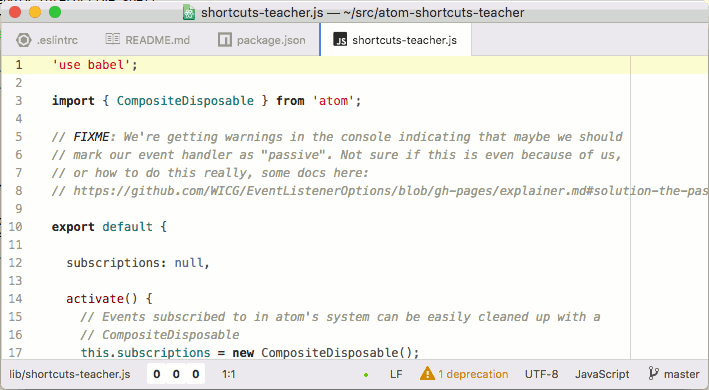 shortcuts-teacher.js — ~/src/atom-shortcuts-teacher
.eslintrc README.md package.json JS shortcuts-teacher.js
1 'use babel';
2
3 import { CompositeDisposable } from 'atom';
4
5 // FIXME: We're getting warnings in the console indicating that maybe we should
6 // mark our event handler as "passive". Not sure if this is even because of us,
7 // or how to do this really, some docs here:
8 // https://github.com/WICG/EventListenerOptions/blob/gh-pages/explainer.md#solution-the-pas
9
10 export default {
11
12 subscriptions: null,
13
14 activate() {
15 // Events subscribed to in atom's system can be easily cleaned up with a
16 // CompositeDisposable
17 this.subscriptions = new CompositeDisposable();
lib/shortcuts-teacher.js 0 0 0 1:1 LF 1 deprecation UTF-8 JavaScript master